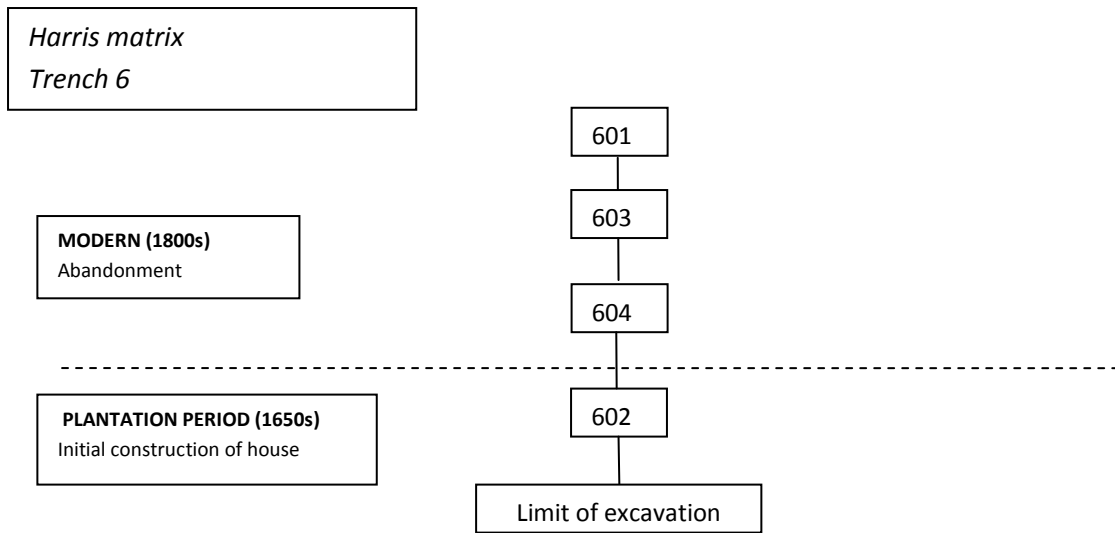 Harris matrix
Trench 6
601
603
MODERN (1800s)
Abandonment
604
602
PLANTATION PERIOD (1650s)
Initial construction of house
Limit of excavation